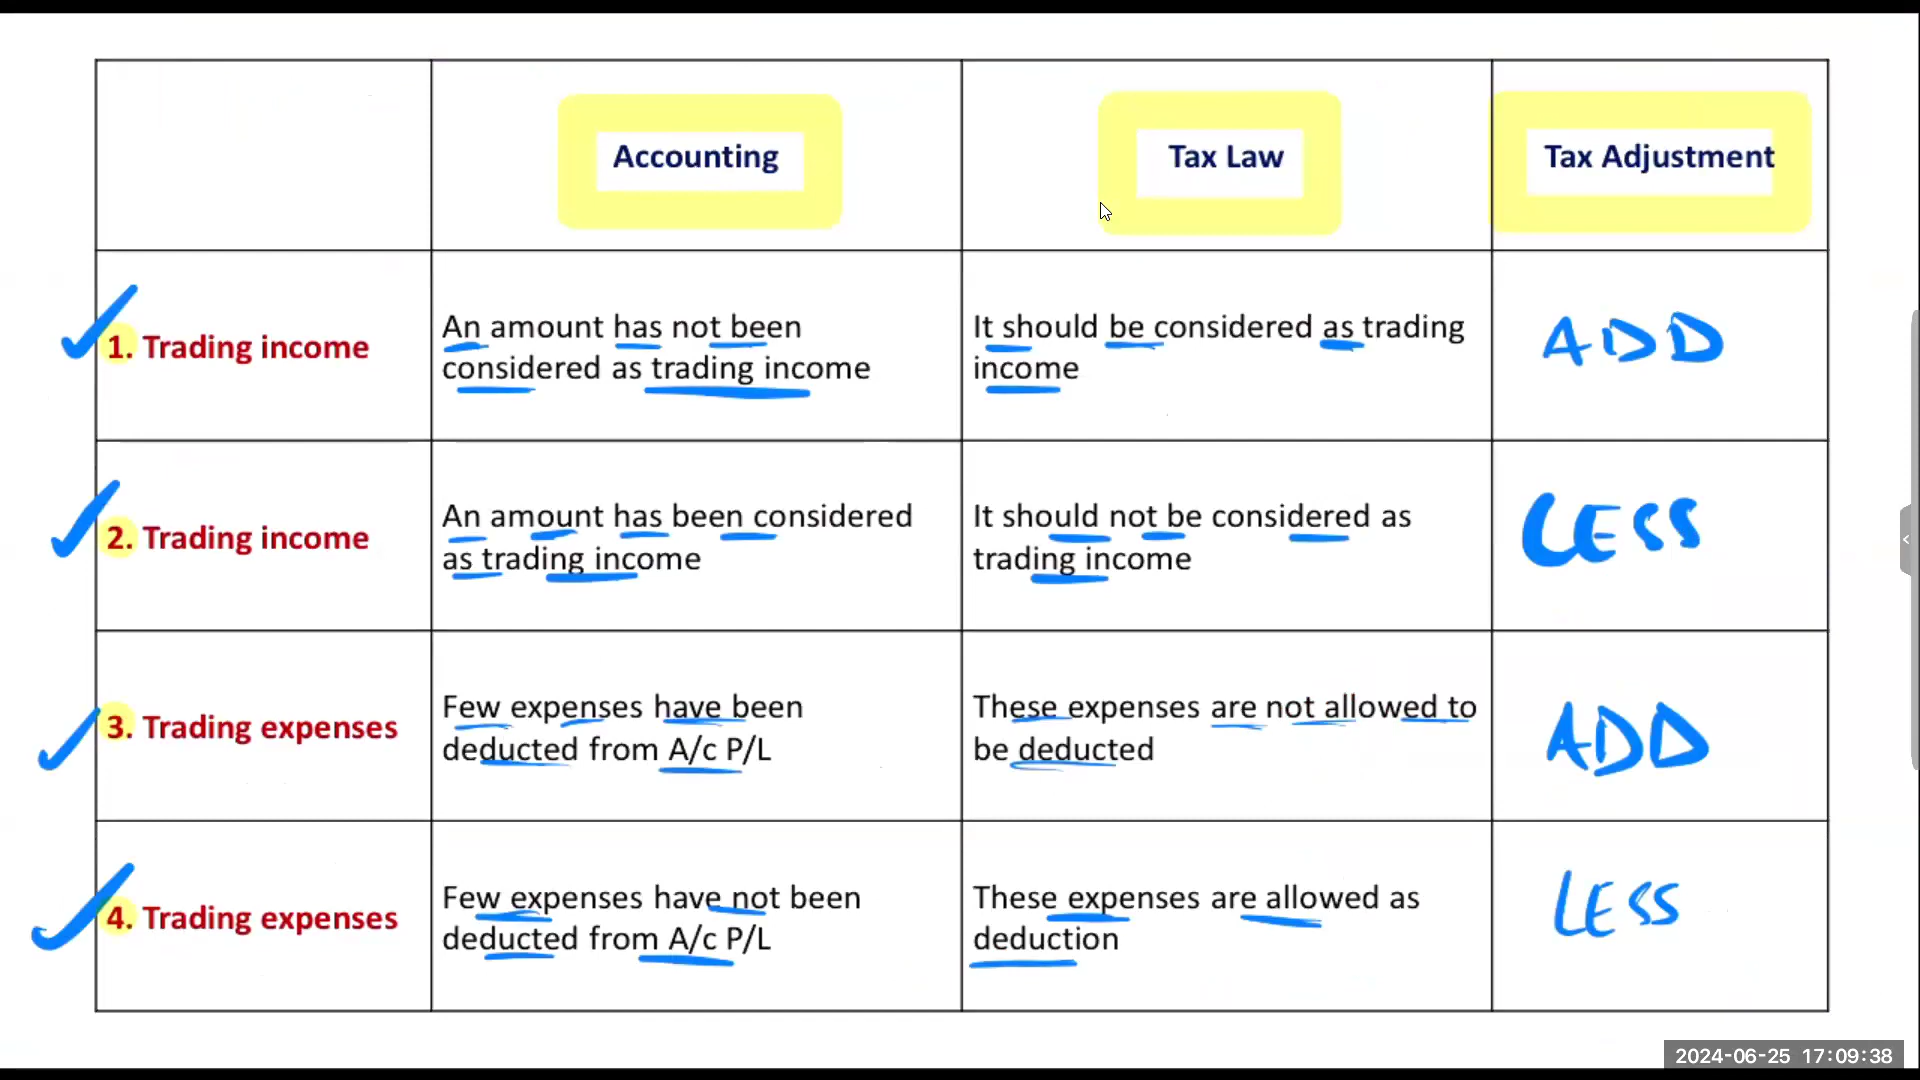 Accounting
Tax Law
Tax Adjustment
1. Trading income
An amount has not been
considered as trading income
It should be considered as trading
income
ADD
2. Trading income
An amount has been considered
as trading income
It should not be considered as
trading income
LESS
3. Trading expenses
Few expenses have been
deducted from A/c P/L
These expenses are not allowed to
be deducted
ADD
4. Trading expenses
Few expenses have not been
deducted from A/c P/L
These expenses are allowed as
deduction
LESS
2024-06-25 17:09:38